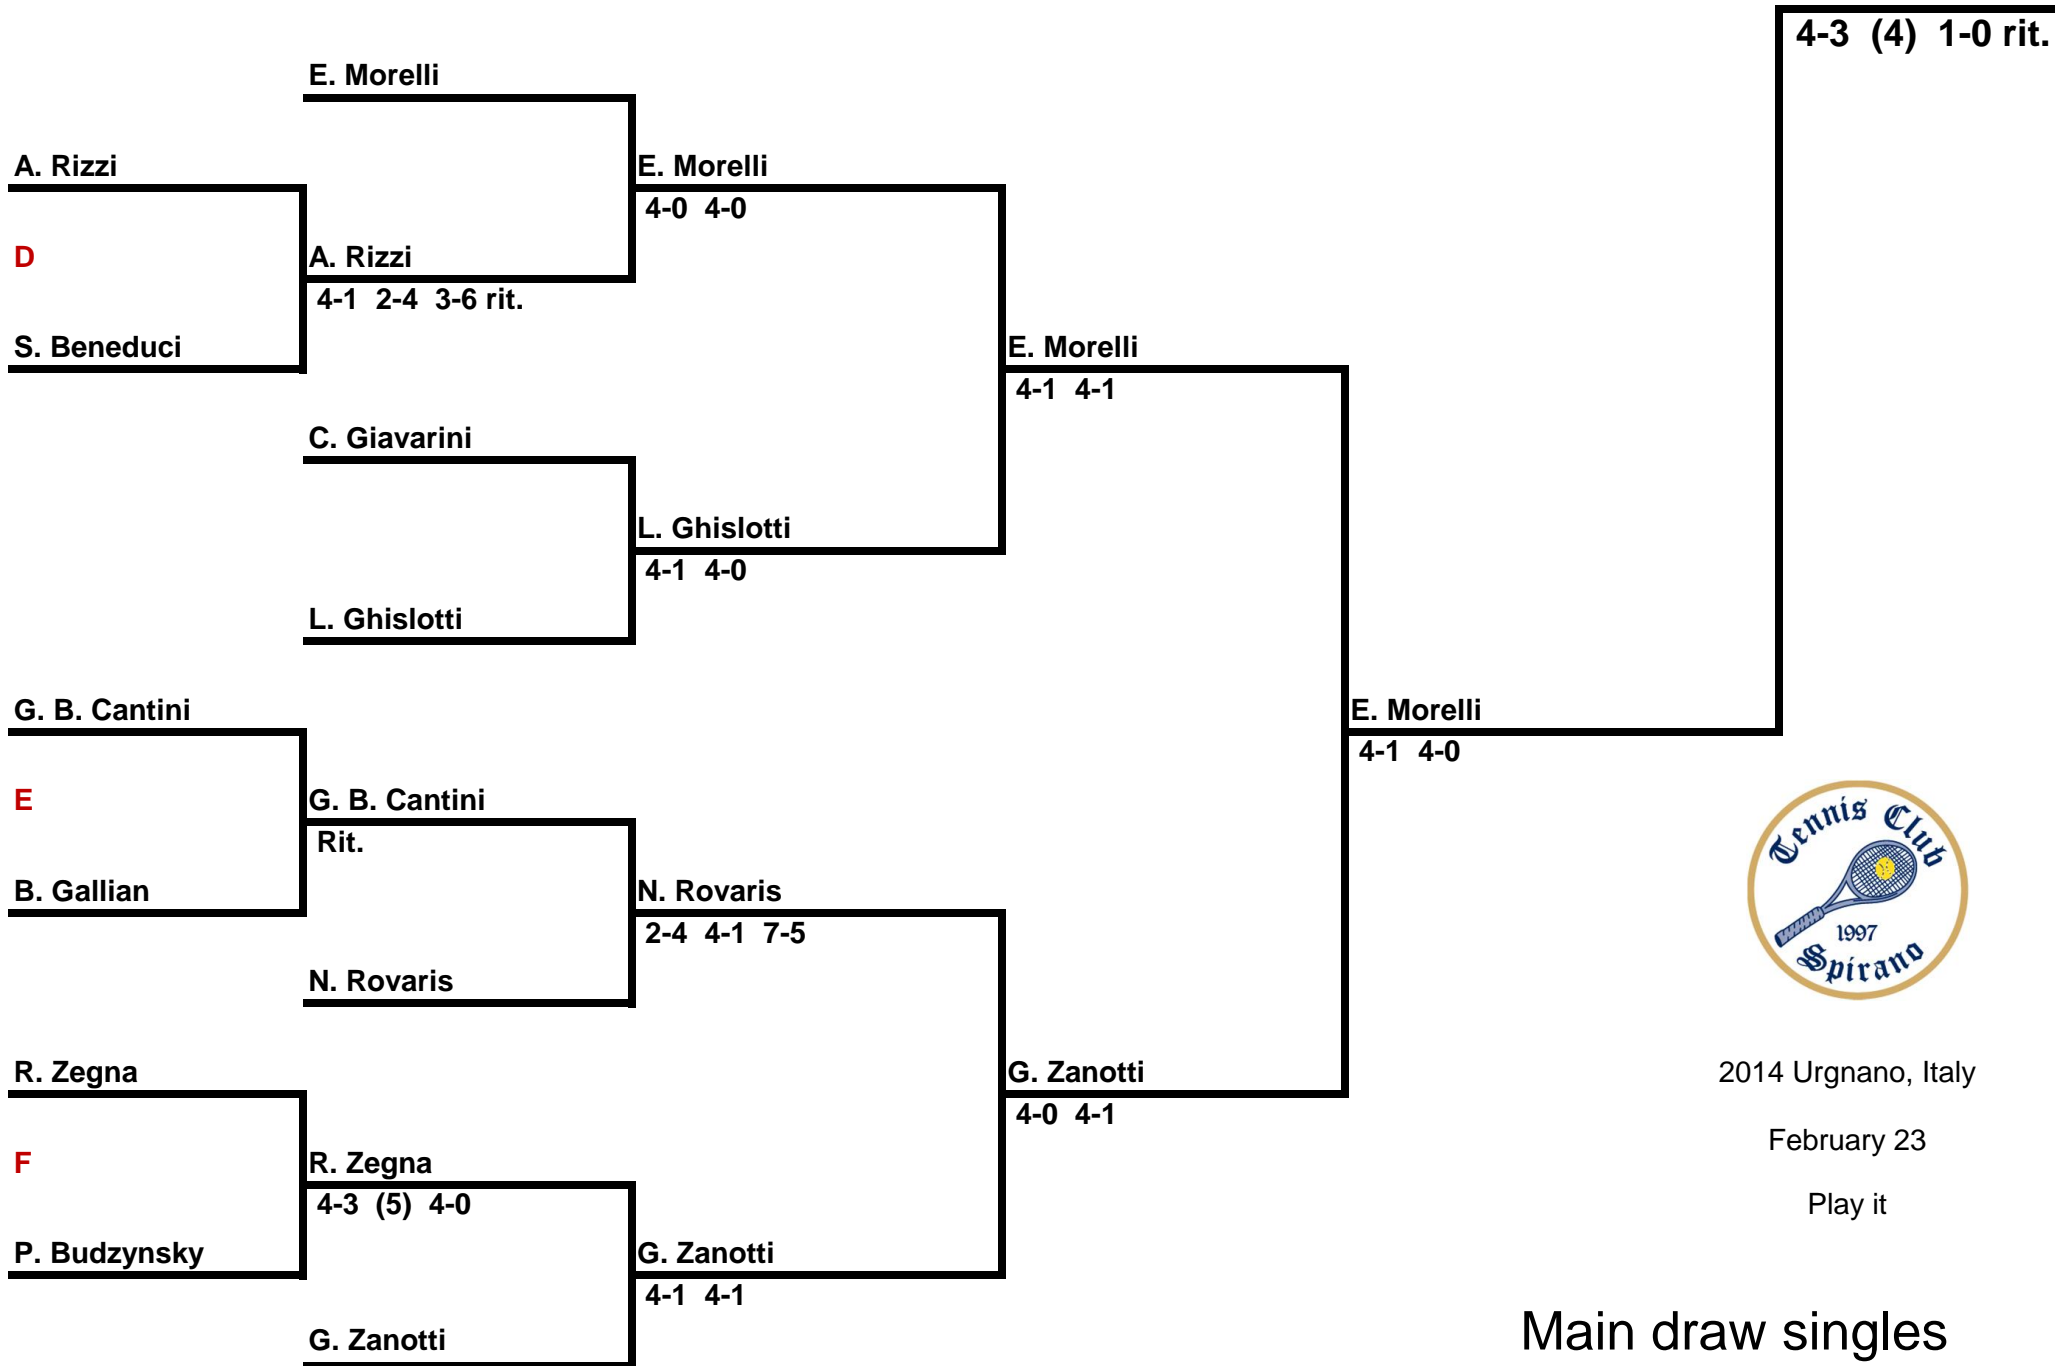 4-3 (4) 1-0 rit.
E. Morelli
A. Rizzi
E. Morelli
4-0 4-0
D
A. Rizzi
4-1 2-4 3-6 rit.
S. Beneduci
E. Morelli
4-1 4-1
C. Giavarini
L. Ghislotti
4-1 4-0
L. Ghislotti
G. B. Cantini
E. Morelli
4-1 4-0
E
G. B. Cantini
Rit.
B. Gallian
N. Rovaris
2-4 4-1 7-5
N. Rovaris
Tennis Club
1997
Spirano
R. Zegna
G. Zanotti
4-0 4-1
2014 Urgnano, Italy
February 23
F
R. Zegna
4-3 (5) 4-0
Play it
P. Budzynsky
G. Zanotti
4-1 4-1
G. Zanotti
Main draw singles